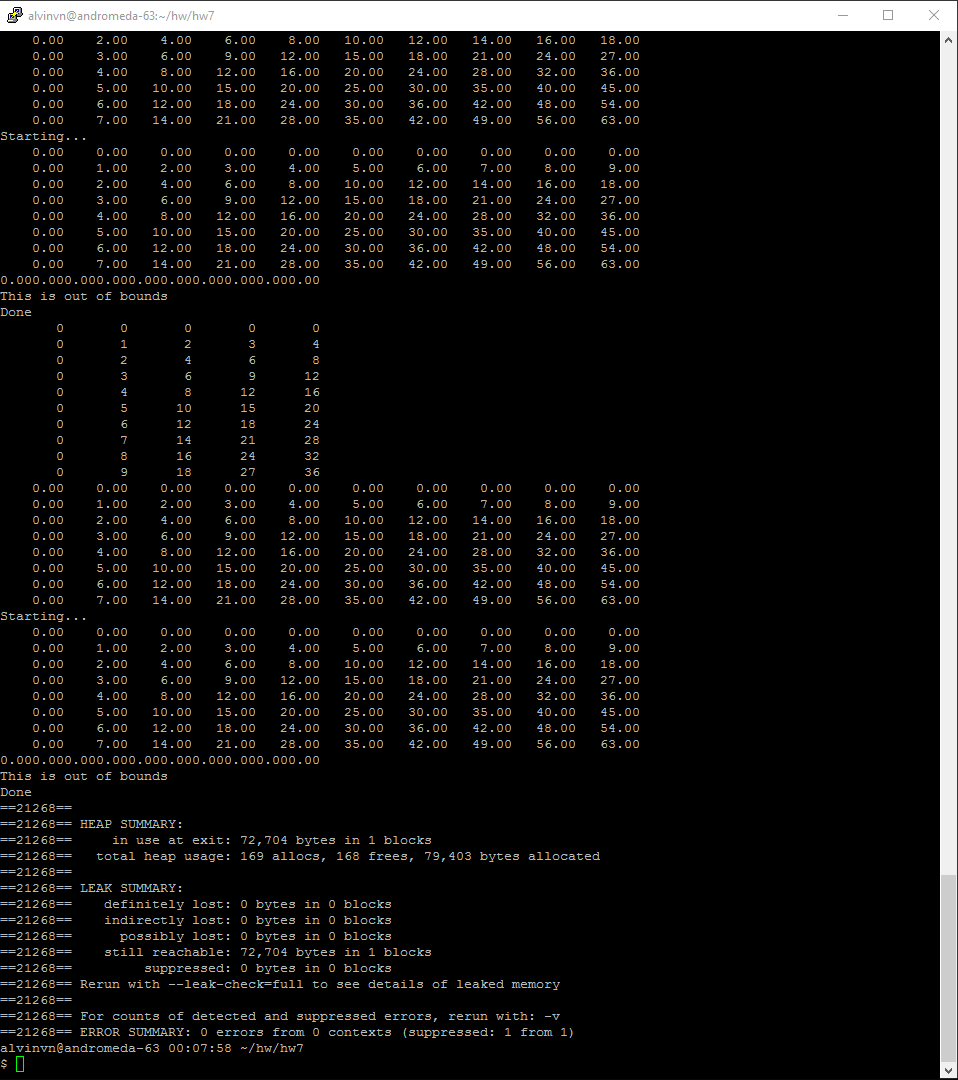 alvinvn@andromeda-63:~/hw/hw7
    0.00    2.00    4.00    6.00    8.00   10.00   12.00   14.00   16.00   18.00
    0.00    3.00    6.00    9.00   12.00   15.00   18.00   21.00   24.00   27.00
    0.00    4.00    8.00   12.00   16.00   20.00   24.00   28.00   32.00   36.00
    0.00    5.00   10.00   15.00   20.00   25.00   30.00   35.00   40.00   45.00
    0.00    6.00   12.00   18.00   24.00   30.00   36.00   42.00   48.00   54.00
    0.00    7.00   14.00   21.00   28.00   35.00   42.00   49.00   56.00   63.00
Starting...
    0.00    0.00    0.00    0.00    0.00    0.00    0.00    0.00    0.00    0.00
    0.00    1.00    2.00    3.00    4.00    5.00    6.00    7.00    8.00    9.00
    0.00    2.00    4.00    6.00    8.00   10.00   12.00   14.00   16.00   18.00
    0.00    3.00    6.00    9.00   12.00   15.00   18.00   21.00   24.00   27.00
    0.00    4.00    8.00   12.00   16.00   20.00   24.00   28.00   32.00   36.00
    0.00    5.00   10.00   15.00   20.00   25.00   30.00   35.00   40.00   45.00
    0.00    6.00   12.00   18.00   24.00   30.00   36.00   42.00   48.00   54.00
    0.00    7.00   14.00   21.00   28.00   35.00   42.00   49.00   56.00   63.00
0.000.000.000.000.000.000.000.000.000.00
This is out of bounds
Done
       0       0       0       0       0
       0       1       2       3       4
       0       2       4       6       8
       0       3       6       9      12
       0       4       8      12      16
       0       5      10      15      20
       0       6      12      18      24
       0       7      14      21      28
       0       8      16      24      32
       0       9      18      27      36
    0.00    0.00    0.00    0.00    0.00    0.00    0.00    0.00    0.00    0.00
    0.00    1.00    2.00    3.00    4.00    5.00    6.00    7.00    8.00    9.00
    0.00    2.00    4.00    6.00    8.00   10.00   12.00   14.00   16.00   18.00
    0.00    3.00    6.00    9.00   12.00   15.00   18.00   21.00   24.00   27.00
    0.00    4.00    8.00   12.00   16.00   20.00   24.00   28.00   32.00   36.00
    0.00    5.00   10.00   15.00   20.00   25.00   30.00   35.00   40.00   45.00
    0.00    6.00   12.00   18.00   24.00   30.00   36.00   42.00   48.00   54.00
    0.00    7.00   14.00   21.00   28.00   35.00   42.00   49.00   56.00   63.00
Starting...
    0.00    0.00    0.00    0.00    0.00    0.00    0.00    0.00    0.00    0.00
    0.00    1.00    2.00    3.00    4.00    5.00    6.00    7.00    8.00    9.00
    0.00    2.00    4.00    6.00    8.00   10.00   12.00   14.00   16.00   18.00
    0.00    3.00    6.00    9.00   12.00   15.00   18.00   21.00   24.00   27.00
    0.00    4.00    8.00   12.00   16.00   20.00   24.00   28.00   32.00   36.00
    0.00    5.00   10.00   15.00   20.00   25.00   30.00   35.00   40.00   45.00
    0.00    6.00   12.00   18.00   24.00   30.00   36.00   42.00   48.00   54.00
    0.00    7.00   14.00   21.00   28.00   35.00   42.00   49.00   56.00   63.00
0.000.000.000.000.000.000.000.000.000.00
This is out of bounds
Done
==21268==
==21268== HEAP SUMMARY:
==21268==     in use at exit: 72,704 bytes in 1 blocks
==21268==   total heap usage: 169 allocs, 168 frees, 79,403 bytes allocated
==21268==
==21268== LEAK SUMMARY:
==21268==    definitely lost: 0 bytes in 0 blocks
==21268==    indirectly lost: 0 bytes in 0 blocks
==21268==      possibly lost: 0 bytes in 0 blocks
==21268==    still reachable: 72,704 bytes in 1 blocks
==21268==         suppressed: 0 bytes in 0 blocks
==21268== Rerun with --leak-check=full to see details of leaked memory
==21268==
==21268== For counts of detected and suppressed errors, rerun with: -v
==21268== ERROR SUMMARY: 0 errors from 0 contexts (suppressed: 1 from 1)
alvinvn@andromeda-63 00:07:58 ~/hw/hw7
$